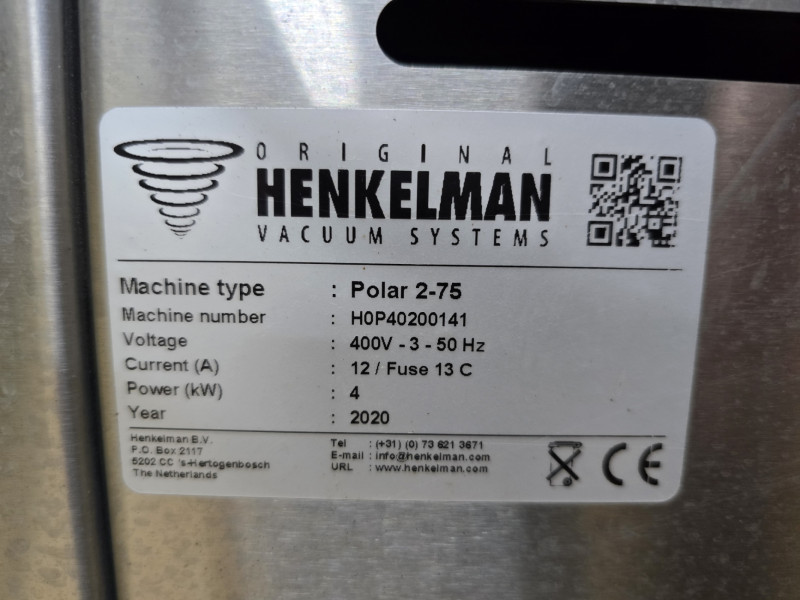 ORIGINAL
HENKELMAN
VACUUM SYSTEMS
Machine type : Polar 2-75
Machine number : H0P40200141
Voltage : 400V - 3 - 50 Hz
Current (A) : 12 / Fuse 13 C
Power (kW) : 4
Year : 2020
Henkelman B.V.
P.O. Box 2117
5202 CC 's-Hertogenbosch
The Netherlands
Tel : (+31) (0) 73 621 3671
E-mail : info@henkelman.com
URL : www.henkelman.com
CE